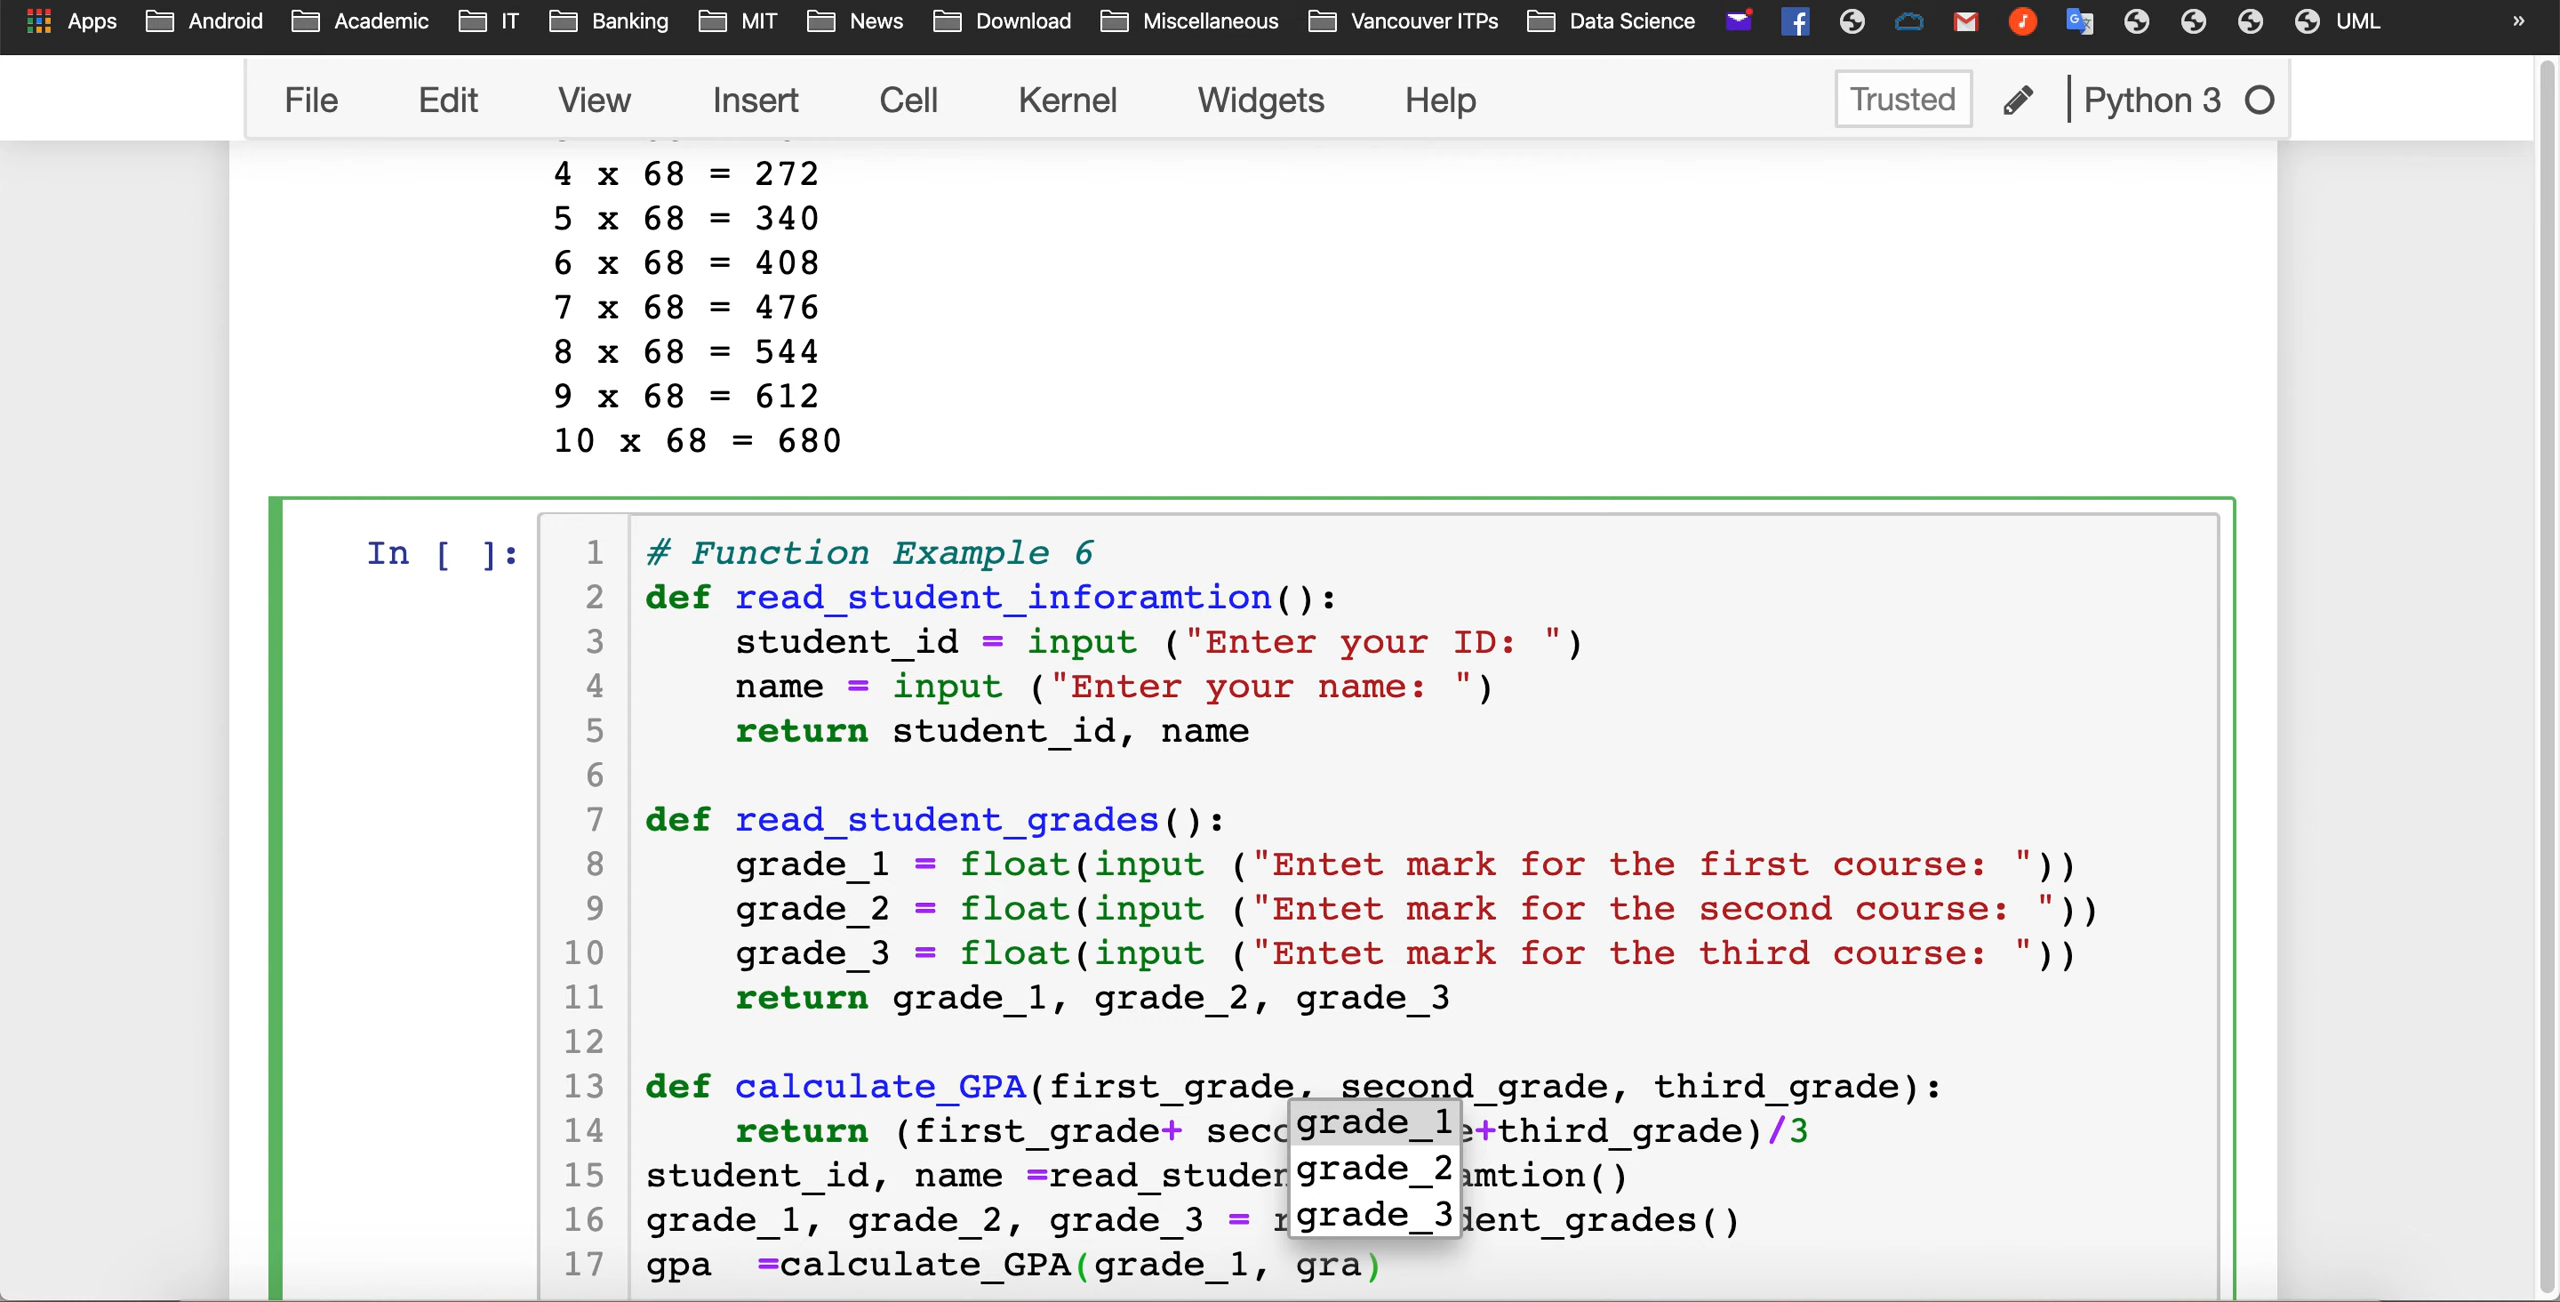 Apps Android Academic IT Banking MIT News Download Miscellaneous Vancouver ITPs Data Science UML »
File Edit View Insert Cell Kernel Widgets Help Trusted Python 3
4 x 68 = 272
5 x 68 = 340
6 x 68 = 408
7 x 68 = 476
8 x 68 = 544
9 x 68 = 612
10 x 68 = 680
In [ ]:
1 # Function Example 6
2 def read_student_inforamtion():
3 student_id = input ("Enter your ID: ")
4 name = input ("Enter your name: ")
5 return student_id, name
6
7 def read_student_grades():
8 grade_1 = float(input ("Entet mark for the first course: "))
9 grade_2 = float(input ("Entet mark for the second course: "))
10 grade_3 = float(input ("Entet mark for the third course: "))
11 return grade_1, grade_2, grade_3
12
13 def calculate_GPA(first_grade, second_grade, third_grade):
14 return (first_grade+ seco e+third_grade)/3
15 student_id, name =read_studen amtion()
16 grade_1, grade_2, grade_3 = r dent_grades()
17 gpa =calculate_GPA(grade_1, gra)
grade_1
grade_2
grade_3